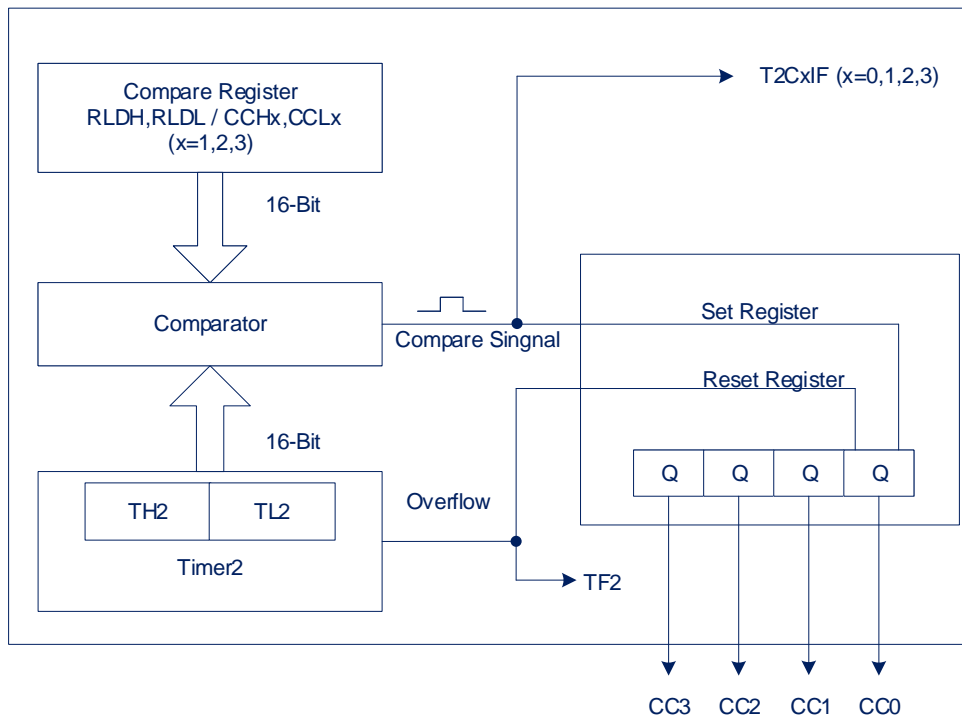 Compare Register
RLDH,RLDL / CCHx,CCLx
(x=1,2,3)
T2CxIF (x=0,1,2,3)
16-Bit
Comparator
Compare Singnal
Set Register
Reset Register
16-Bit
Q Q Q Q
TH2 TL2
Overflow
Timer2
TF2
CC3 CC2 CC1 CC0